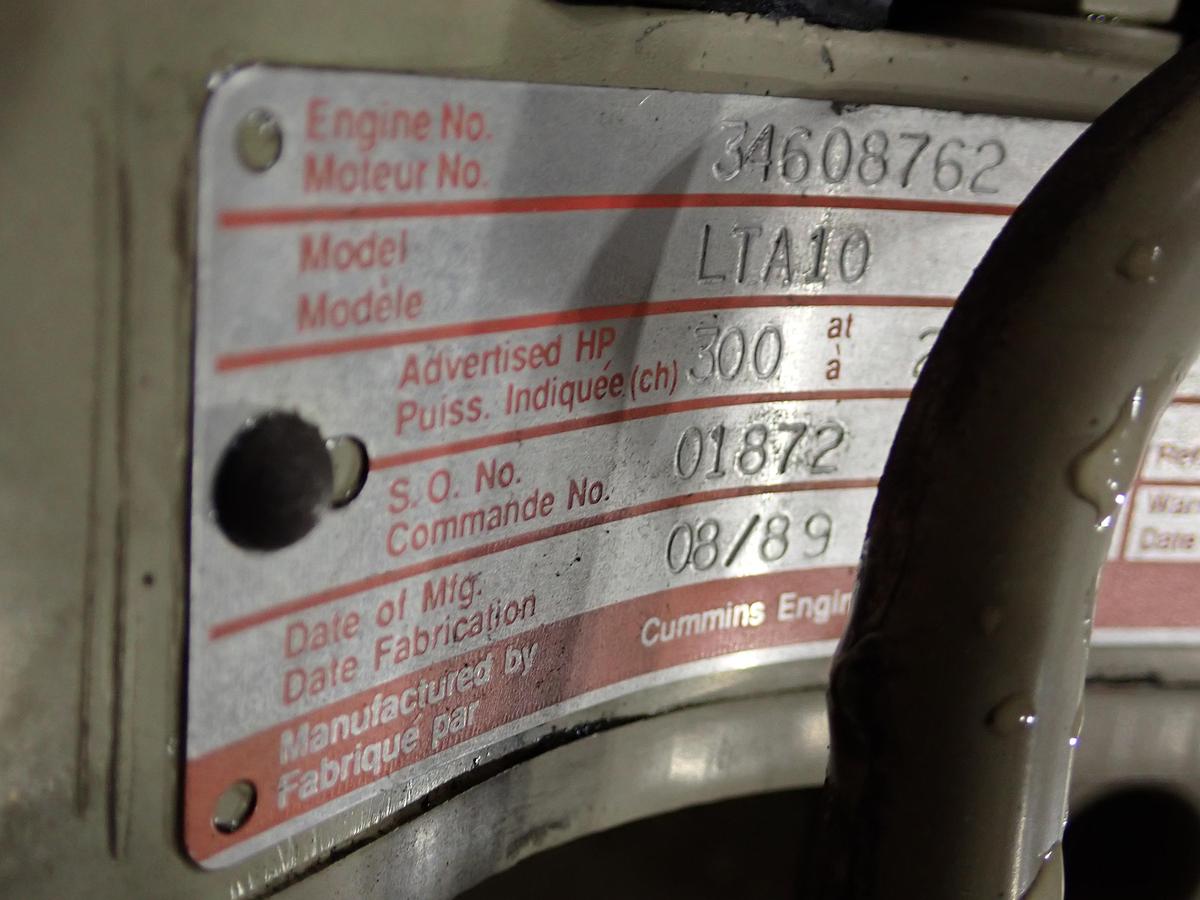 Engine No.
Moteur No. 34608762
Model
Modèle LTA10
Advertised HP
Puiss. Indiquée (ch) 300 at
à
S. O. No.
Commande No. 01872
Date of Mfg.
Date Fabrication 08/89
Manufactured by
Fabriqué par Cummins
Date